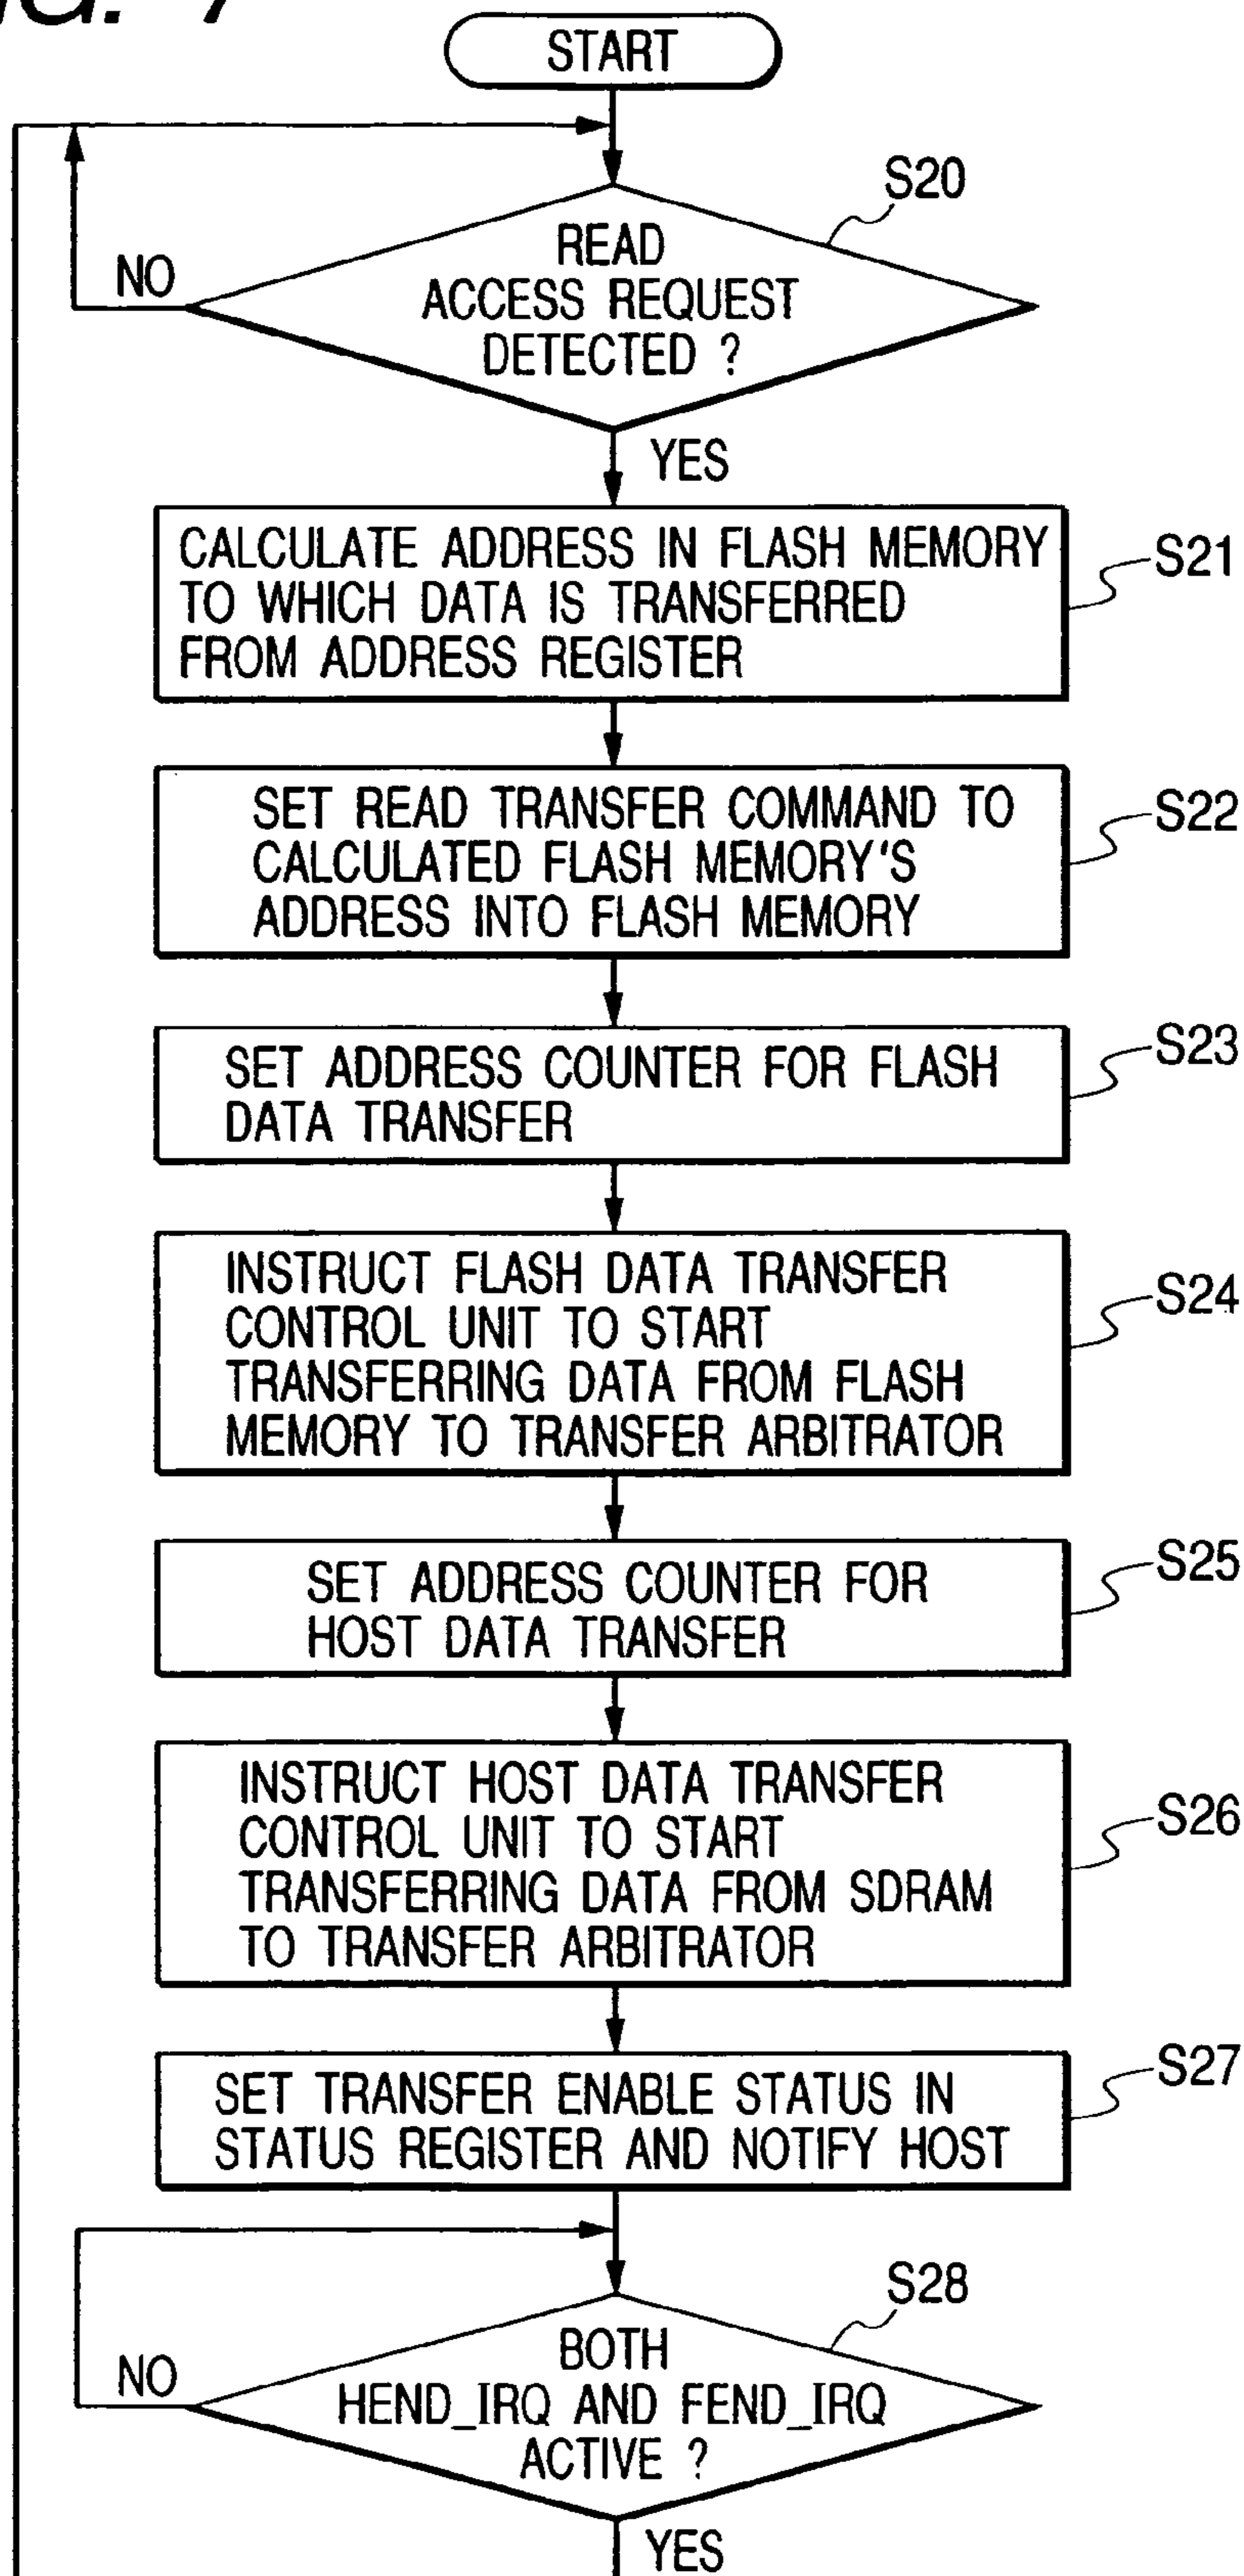 START
S20
READ
ACCESS REQUEST
DETECTED ?
NO
YES
CALCULATE ADDRESS IN FLASH MEMORY
TO WHICH DATA IS TRANSFERRED
FROM ADDRESS REGISTER
S21
SET READ TRANSFER COMMAND TO
CALCULATED FLASH MEMORY'S
ADDRESS INTO FLASH MEMORY
S22
SET ADDRESS COUNTER FOR FLASH
DATA TRANSFER
S23
INSTRUCT FLASH DATA TRANSFER
CONTROL UNIT TO START
TRANSFERRING DATA FROM FLASH
MEMORY TO TRANSFER ARBITRATOR
S24
SET ADDRESS COUNTER FOR
HOST DATA TRANSFER
S25
INSTRUCT HOST DATA TRANSFER
CONTROL UNIT TO START
TRANSFERRING DATA FROM SDRAM
TO TRANSFER ARBITRATOR
S26
SET TRANSFER ENABLE STATUS IN
STATUS REGISTER AND NOTIFY HOST
S27
S28
BOTH
HEND_IRQ AND FEND_IRQ
ACTIVE ?
NO
YES